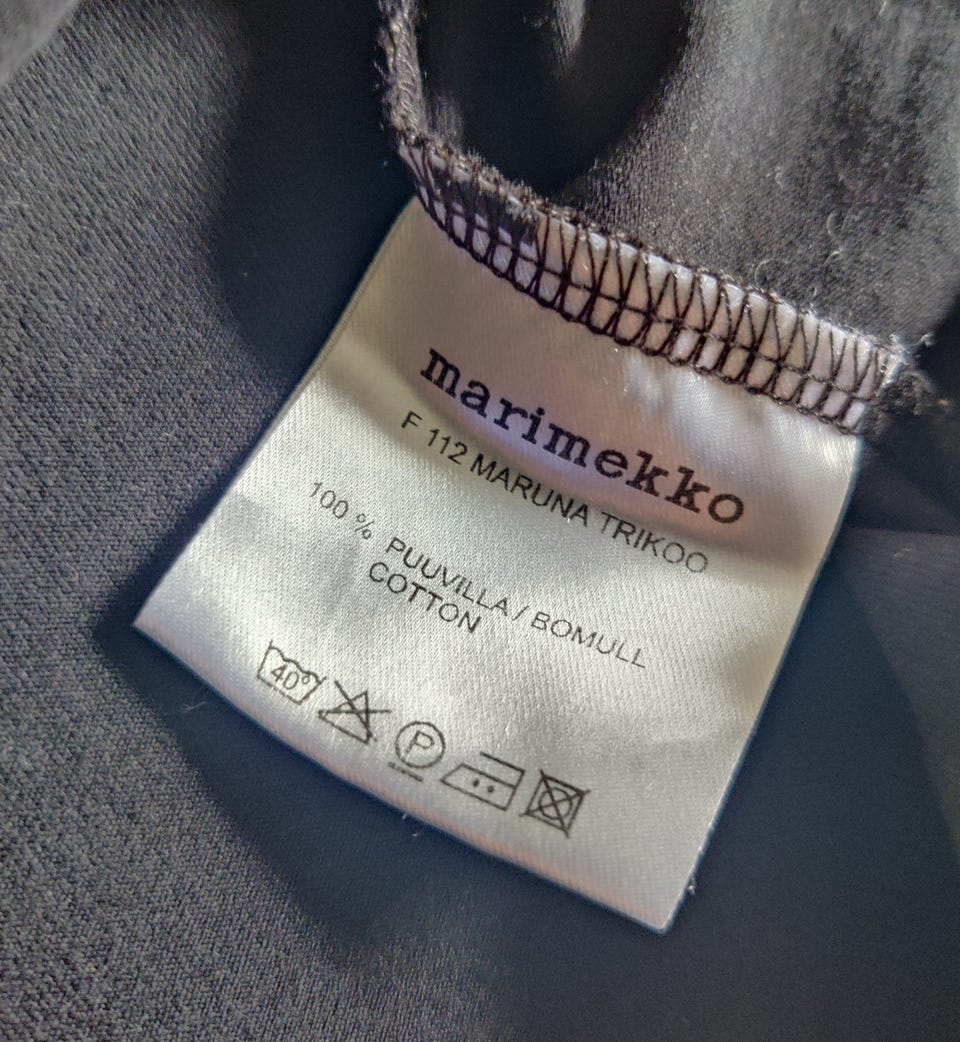 marimekko
F 112 MARUNA TRIKOO
100 % PUUVILLA / BOMULL
COTTON
40°
P